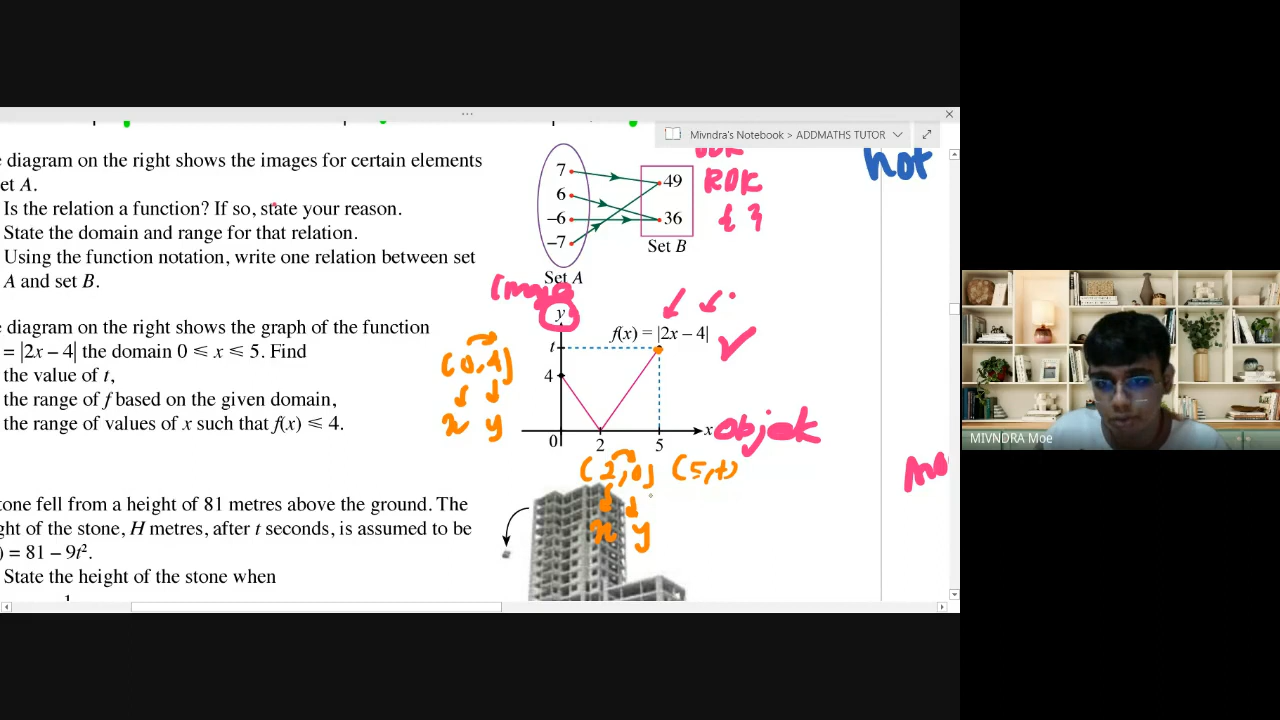 Mivndra's Notebook > ADDMATHS TUTOR
not
e diagram on the right shows the images for certain elements
et A.
Is the relation a function? If so, state your reason.
State the domain and range for that relation.
Using the function notation, write one relation between set
A and set B.
7
6
–6
–7
49
36
Set A
Set B
{ }
e diagram on the right shows the graph of the function
= |2x – 4| the domain 0 ⩽ x ⩽ 5. Find
the value of t,
the range of f based on the given domain,
the range of values of x such that f(x) ⩽ 4.
y
f(x) = |2x – 4|
t
4
0
2
5
x
objek
(0,4)
x y
(2,0) (5,t)
x y
tone fell from a height of 81 metres above the ground. The
ght of the stone, H metres, after t seconds, is assumed to be
) = 81 – 9t².
State the height of the stone when
1
MIVNDRA Moe